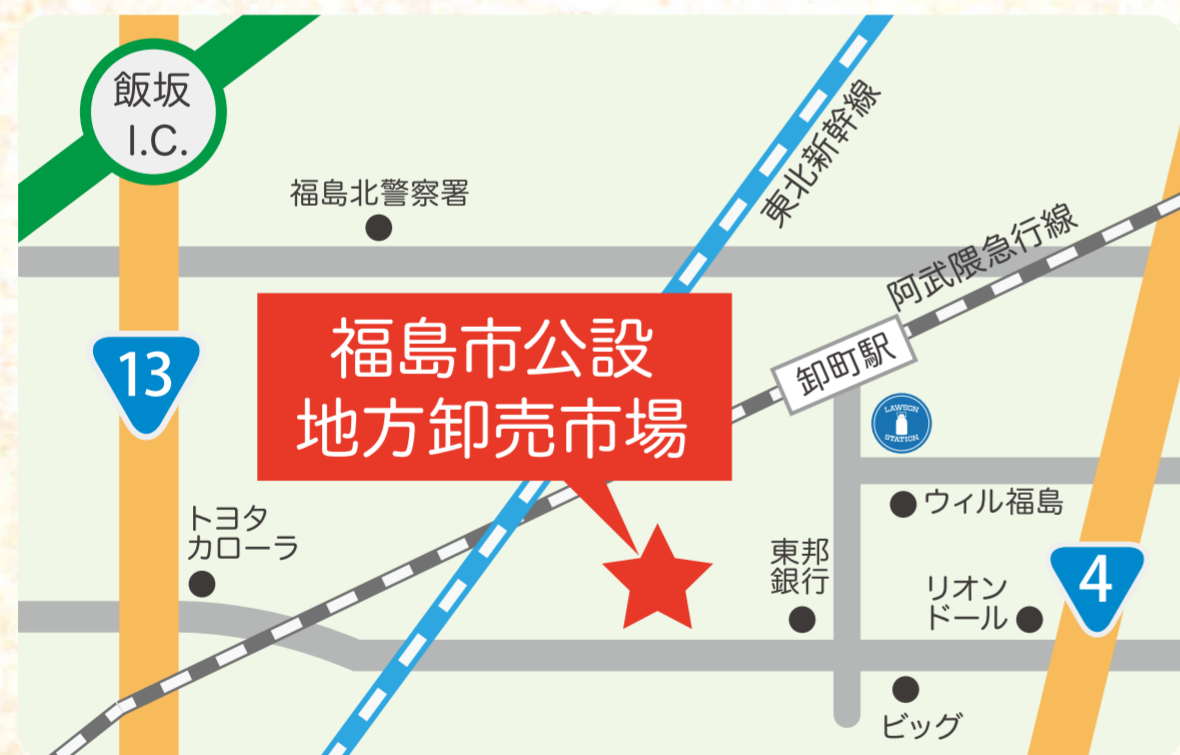 飯坂
I.C.
福島北警察署
東北新幹線
阿武隈急行線
13
福島市公設
地方卸売市場
卸町駅
LAWSON
STATION
トヨタ
カローラ
ウィル福島
東邦
銀行
リオン
ドール
4
ビッグ